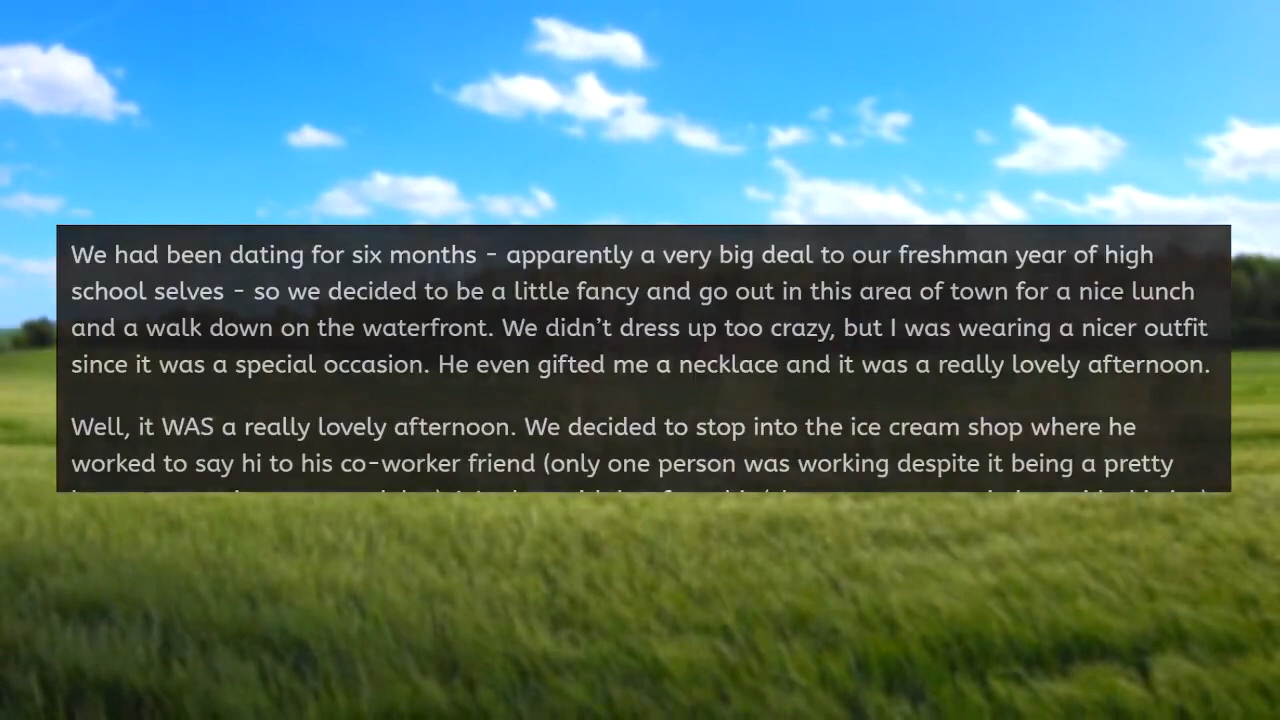 We had been dating for six months - apparently a very big deal to our freshman year of high
school selves - so we decided to be a little fancy and go out in this area of town for a nice lunch
and a walk down on the waterfront. We didn’t dress up too crazy, but I was wearing a nicer outfit
since it was a special occasion. He even gifted me a necklace and it was a really lovely afternoon.
Well, it WAS a really lovely afternoon. We decided to stop into the ice cream shop where he
worked to say hi to his co-worker friend (only one person was working despite it being a pretty